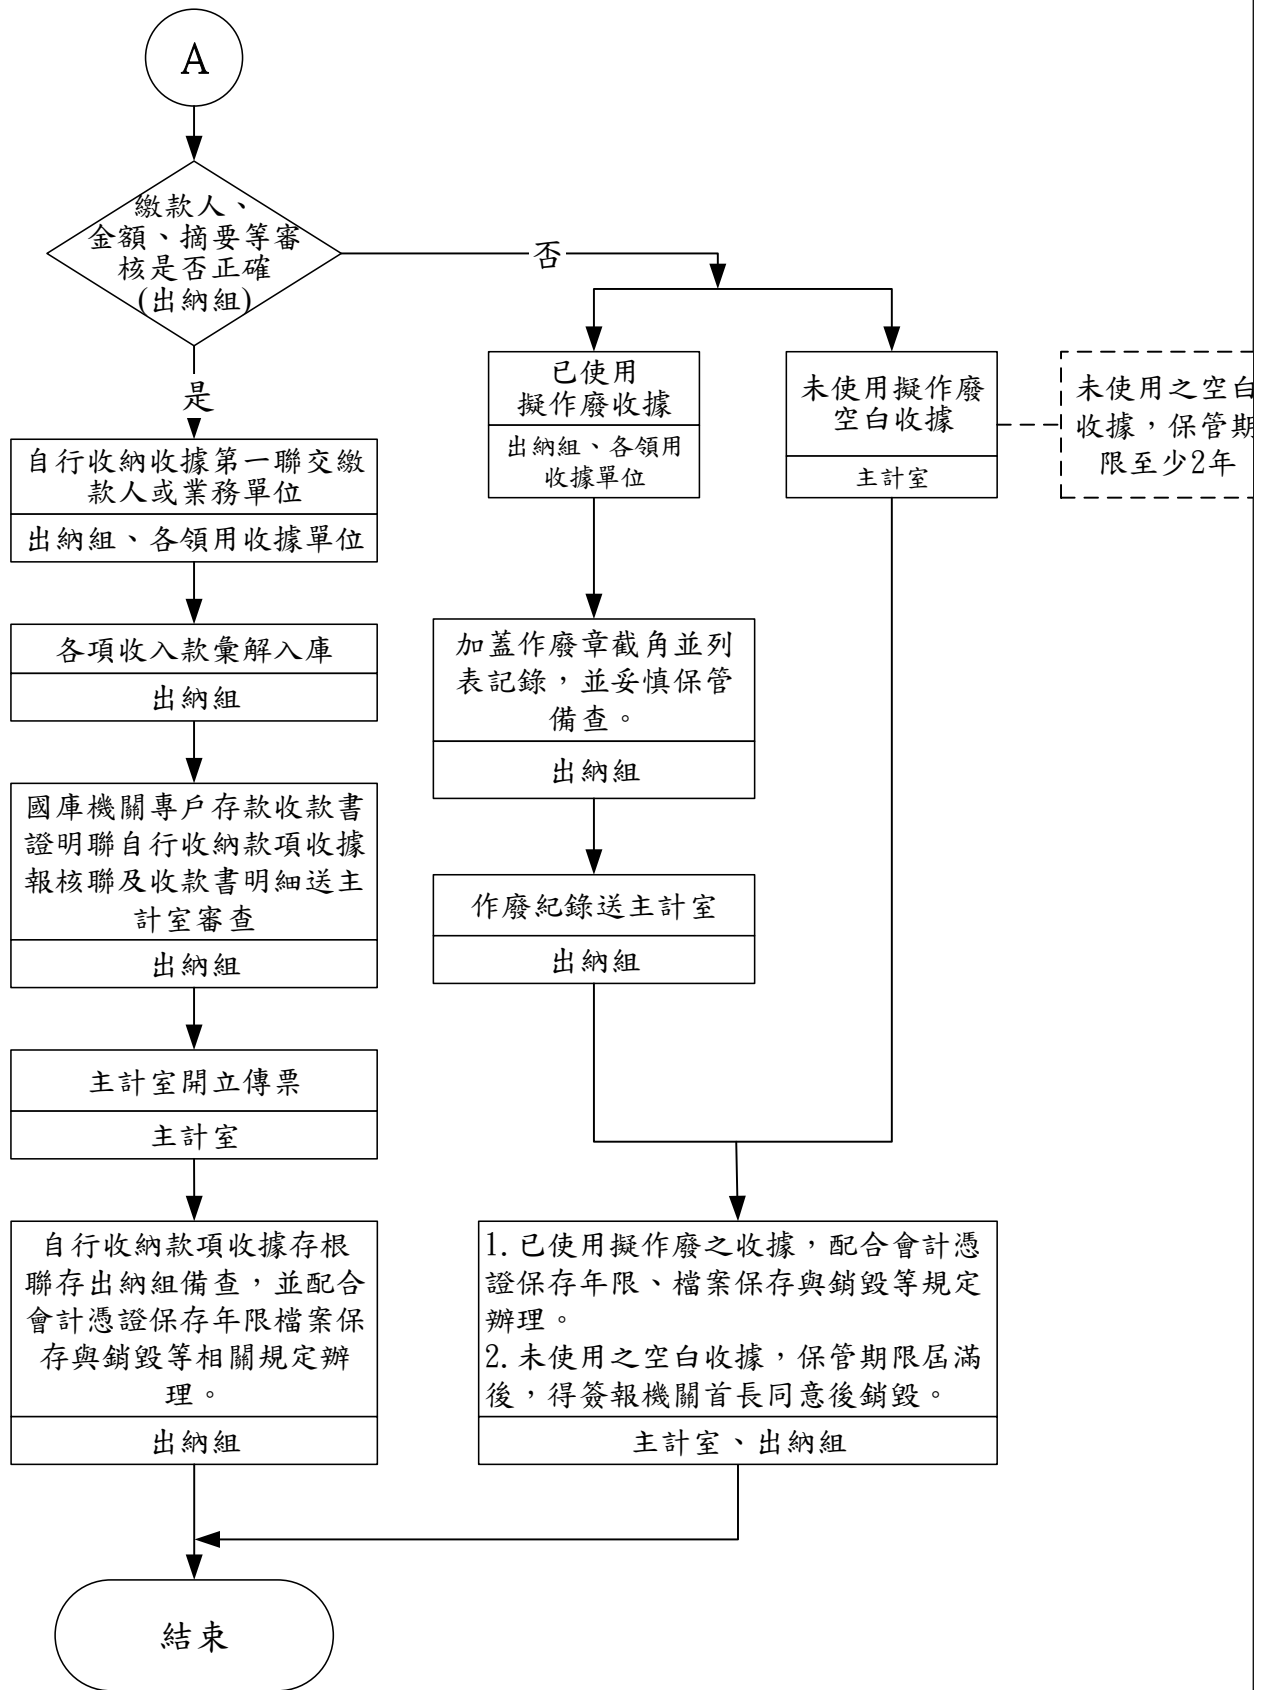 A
繳款人、
金額、摘要等審
核是否正確
(出納組)
否
是
自行收納收據第一聯交繳
款人或業務單位
出納組、各領用收據單位
各項收入款彙解入庫
出納組
國庫機關專戶存款收款書
證明聯自行收納款項收據
報核聯及收款書明細送主
計室審查
出納組
主計室開立傳票
主計室
自行收納款項收據存根
聯存出納組備查，並配合
會計憑證保存年限檔案保
存與銷毀等相關規定辦
理。
出納組
已使用
擬作廢收據
出納組、各領用
收據單位
加蓋作廢章截角並列
表記錄，並妥慎保管
備查。
出納組
作廢紀錄送主計室
出納組
未使用擬作廢
空白收據
主計室
未使用之空白
收據，保管期
限至少2年
1. 已使用擬作廢之收據，配合會計憑
證保存年限、檔案保存與銷毀等規定
辦理。
2. 未使用之空白收據，保管期限屆滿
後，得簽報機關首長同意後銷毀。
主計室、出納組
結束